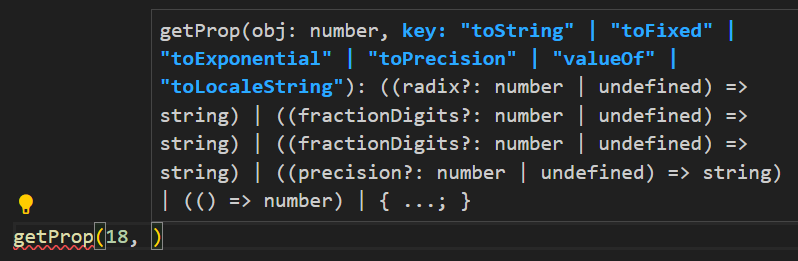 getProp(obj: number, key: "toString" | "toFixed" |
"toExponential" | "toPrecision" | "valueOf" |
"toLocaleString"): ((radix?: number | undefined) =>
string) | ((fractionDigits?: number | undefined) =>
string) | ((fractionDigits?: number | undefined) =>
string) | ((precision?: number | undefined) => string)
| (() => number) | { ...; }
getProp(18, )